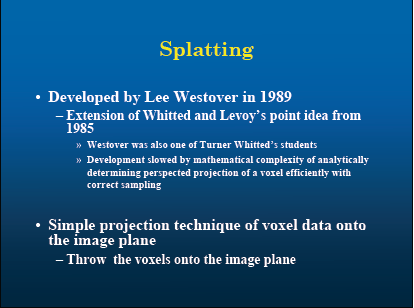 Splatting
• Developed by Lee Westover in 1989
– Extension of Whitted and Levoy's point idea from
1985
» Westover was also one of Turner Whitted's students
» Development slowed by mathematical complexity of analytically
determining perspected projection of a voxel efficiently with
correct sampling
• Simple projection technique of voxel data onto
the image plane
– Throw the voxels onto the image plane